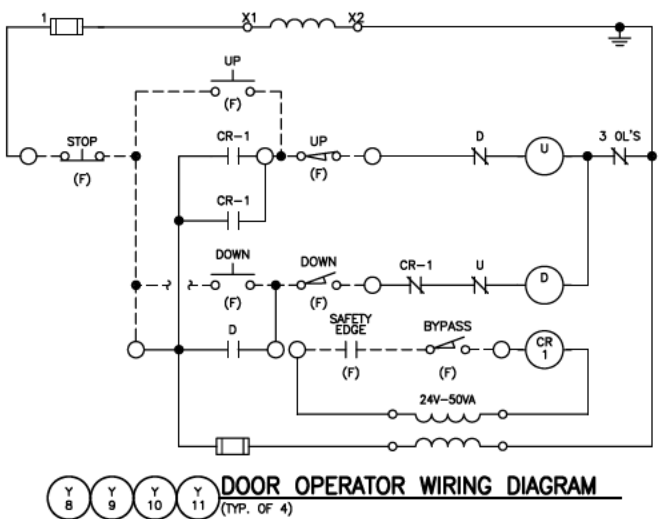 1 X1 X2
UP
(F)
STOP
(F)
CR-1
UP
(F)
D
U
3 OL'S
CR-1
DOWN
(F)
DOWN
(F)
CR-1
U
D
D
SAFETY
EDGE
(F)
BYPASS
(F)
CR
1
24V-50VA
Y
8
Y
9
Y
10
Y
11
DOOR OPERATOR WIRING DIAGRAM
(TYP. OF 4)